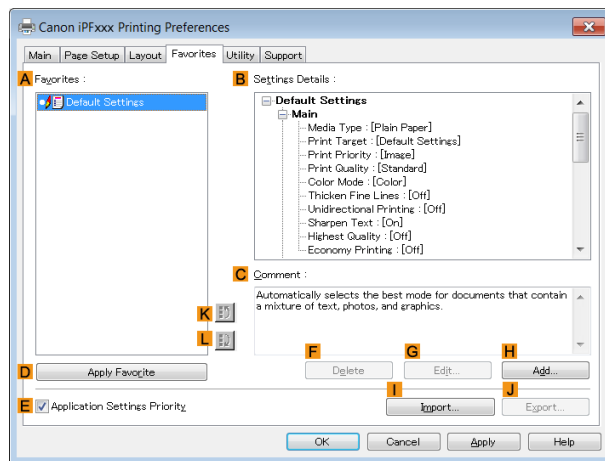 Canon iPFxxx Printing Preferences
Main Page Setup Layout Favorites Utility Support
A Favorites :
Default Settings
B Settings Details :
Default Settings
Main
Media Type : [Plain Paper]
Print Target : [Default Settings]
Print Priority : [Image]
Print Quality : [Standard]
Color Mode : [Color]
Thicken Fine Lines : [Off]
Unidirectional Printing : [Off]
Sharpen Text : [On]
Highest Quality : [Off]
Economy Printing : [Off]
C Comment :
Automatically selects the best mode for documents that contain
a mixture of text, photos, and graphics.
K
L
F G H
D Apply Favorite Delete Edit... Add...
I J
E Application Settings Priority Import... Export...
OK Cancel Apply Help